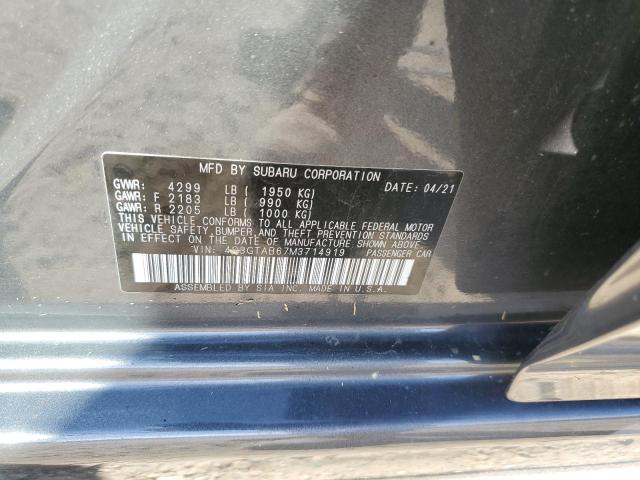 MFD BY SUBARU CORPORATION DATE: 04/21
GVWR: 4299 LB ( 1950 KG)
GAWR: F 2183 LB ( 990 KG)
GAWR: R 2205 LB ( 1000 KG)
THIS VEHICLE CONFORMS TO ALL APPLICABLE FEDERAL MOTOR
VEHICLE SAFETY, BUMPER, AND THEFT PREVENTION STANDARDS
IN EFFECT ON THE DATE OF MANUFACTURE SHOWN ABOVE.
VIN: PASSENGER CAR
ASSEMBLED BY SIA INC. MADE IN U.S.A.